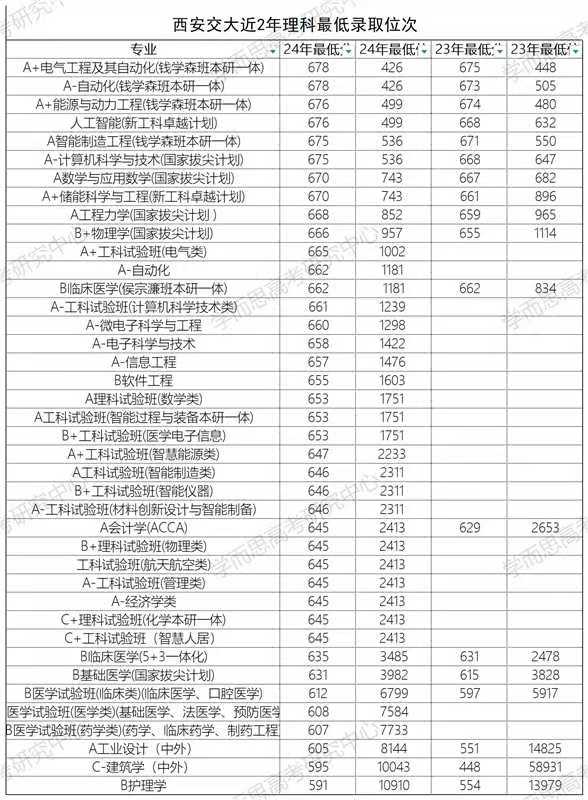 西安交大近2年理科最低录取位次
专业 24年最低分 24年最低位 23年最低分 23年最低位
A+电气工程及其自动化(钱学森班本研一体) 678 426 675 448
A-自动化(钱学森班本研一体) 678 426 673 505
A+能源与动力工程(钱学森班本研一体) 676 499 674 480
人工智能(新工科卓越计划) 676 499 668 632
A智能制造工程(钱学森班本研一体) 675 536 671 550
A-计算机科学与技术(国家拔尖计划) 675 536 668 647
A数学与应用数学(国家拔尖计划) 670 743 667 682
A+储能科学与工程(新工科卓越计划) 670 743 661 896
A工程力学(国家拔尖计划) 668 852 659 965
B+物理学(国家拔尖计划) 666 957 655 1114
A+工科试验班(电气类) 665 1002
A-自动化 662 1181
B临床医学(侯宗濂班本研一体) 662 1181 662 834
A-工科试验班(计算机科学技术类) 661 1239
A-微电子科学与工程 660 1298
A-电子科学与技术 658 1422
A-信息工程 657 1476
B软件工程 655 1603
A理科试验班(数学类) 653 1751
A工科试验班(智能过程与装备本研一体) 653 1751
B+工科试验班(医学电子信息) 653 1751
A+工科试验班(智慧能源类) 647 2233
A工科试验班(智能制造类) 646 2311
B+工科试验班(智能仪器) 646 2311
A-工科试验班(材料创新设计与智能制备) 646 2311
A会计学(ACCA) 645 2413 629 2653
B+理科试验班(物理类) 645 2413
工科试验班(航天航空类) 645 2413
A-工科试验班(管理类) 645 2413
A-经济学类 645 2413
C+理科试验班(化学本研一体) 645 2413
C+工科试验班（智慧人居） 645 2413
B临床医学(5+3一体化) 635 3485 631 2478
B基础医学(国家拔尖计划) 631 3982 615 3828
B医学试验班(临床类)(临床医学、口腔医学) 612 6799 597 5917
医学试验班(医学类)(基础医学、法医学、预防医学 608 7584
B医学试验班(药学类)(药学、临床药学、制药工程) 607 7733
A工业设计（中外） 605 8144 551 14825
C-建筑学（中外） 595 10043 448 58931
B护理学 591 10910 554 13979
学而思高考研究中心